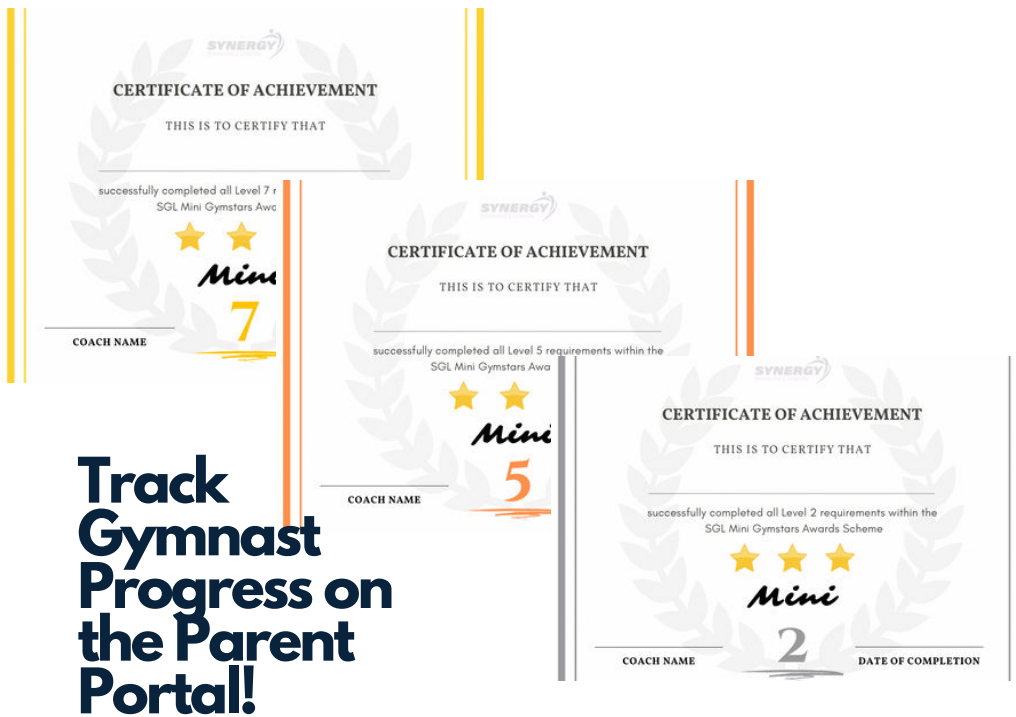 SYNERGY
CERTIFICATE OF ACHIEVEMENT
THIS IS TO CERTIFY THAT
successfully completed all Level 7
SGL Mini Gymstars
Mini
7
COACH NAME
SYNERGY
CERTIFICATE OF ACHIEVEMENT
THIS IS TO CERTIFY THAT
successfully completed all Level 5 requirements within the
SGL Mini Gymstars
Mini
5
COACH NAME
SYNERGY
CERTIFICATE OF ACHIEVEMENT
THIS IS TO CERTIFY THAT
successfully completed all Level 2 requirements within the
SGL Mini Gymstars Awards Scheme
Mini
2
COACH NAME
DATE OF COMPLETION
Track
Gymnast
Progress on
the Parent
Portal!